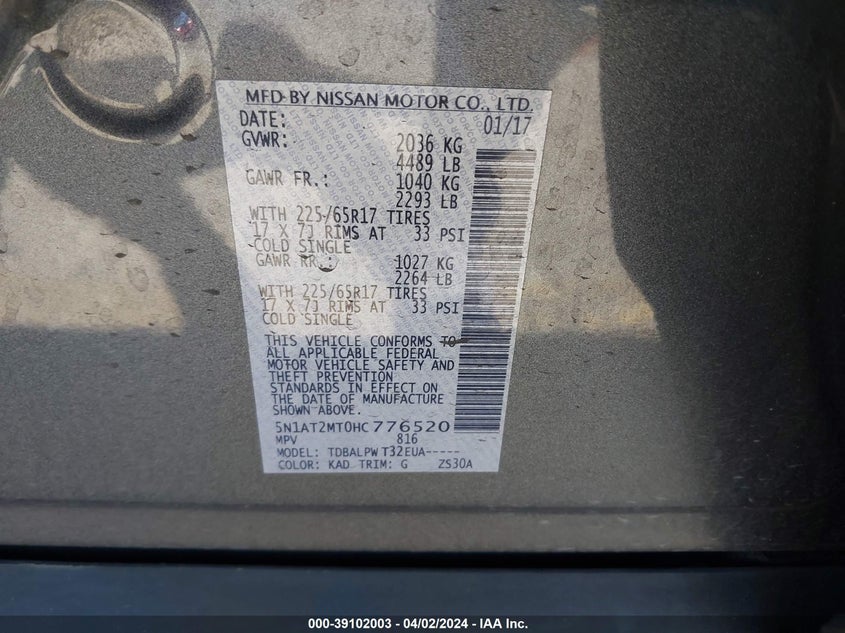 MFD BY NISSAN MOTOR CO., LTD.
DATE: 01/17
GVWR: 2036 KG
4489 LB
GAWR FR.: 1040 KG
2293 LB
WITH 225/65R17 TIRES
17 X 7J RIMS AT 33 PSI
COLD SINGLE
GAWR RR.: 1027 KG
2264 LB
WITH 225/65R17 TIRES
17 X 7J RIMS AT 33 PSI
COLD SINGLE
THIS VEHICLE CONFORMS TO
ALL APPLICABLE FEDERAL
MOTOR VEHICLE SAFETY AND
THEFT PREVENTION
STANDARDS IN EFFECT ON
THE DATE OF MANUFACTURE
SHOWN ABOVE.
5N1AT2MT0HC776520
MPV 816
MODEL: TDBALPW T32EUA-----
COLOR: KAD TRIM: G ZS30A
000-39102003 — 04/02/2024 — IAA Inc.